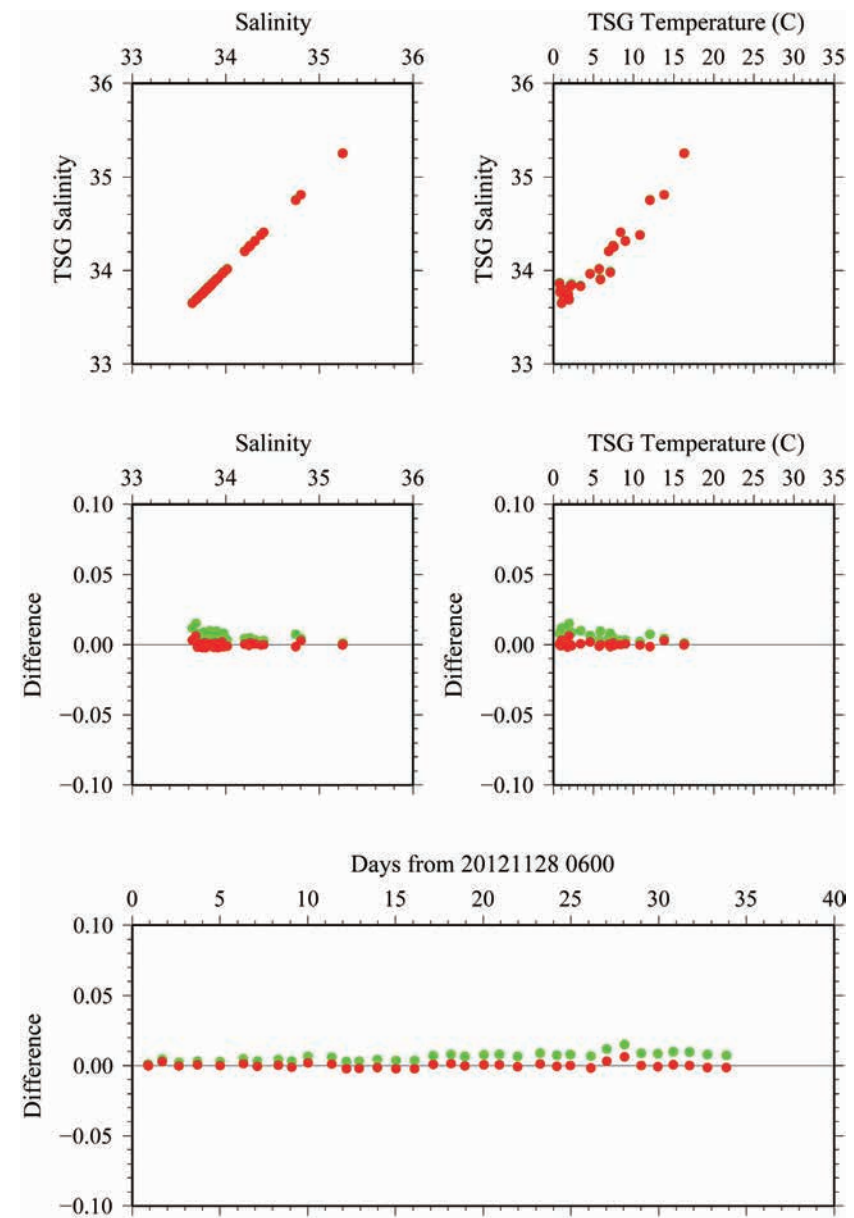 Salinity
33 34 35 36
36
35
34
33
TSG Salinity
TSG Temperature (C)
0 5 10 15 20 25 30 35
36
35
34
33
TSG Salinity
Salinity
33 34 35 36
0.10
0.05
0.00
−0.05
−0.10
Difference
TSG Temperature (C)
0 5 10 15 20 25 30 35
0.10
0.05
0.00
−0.05
−0.10
Difference
Days from 20121128 0600
0 5 10 15 20 25 30 35 40
0.10
0.05
0.00
−0.05
−0.10
Difference